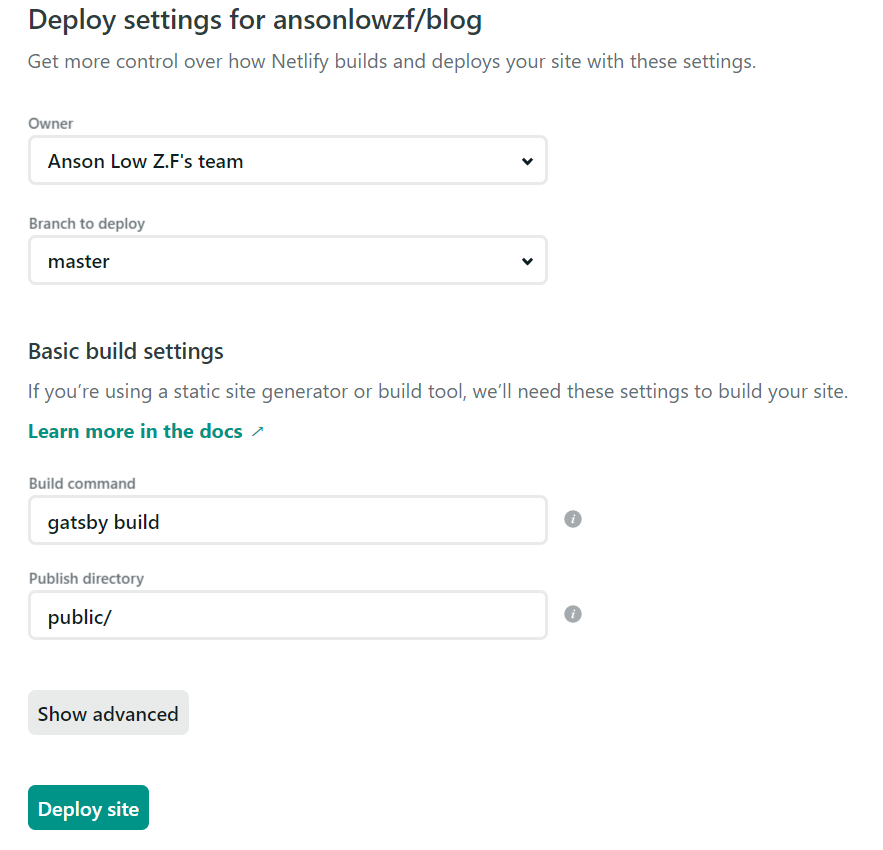 Deploy settings for ansonlowzf/blog
Get more control over how Netlify builds and deploys your site with these settings.
Owner
Anson Low Z.F's team
Branch to deploy
master
Basic build settings
If you’re using a static site generator or build tool, we’ll need these settings to build your site.
Learn more in the docs ↗
Build command
gatsby build
i
Publish directory
public/
i
Show advanced
Deploy site